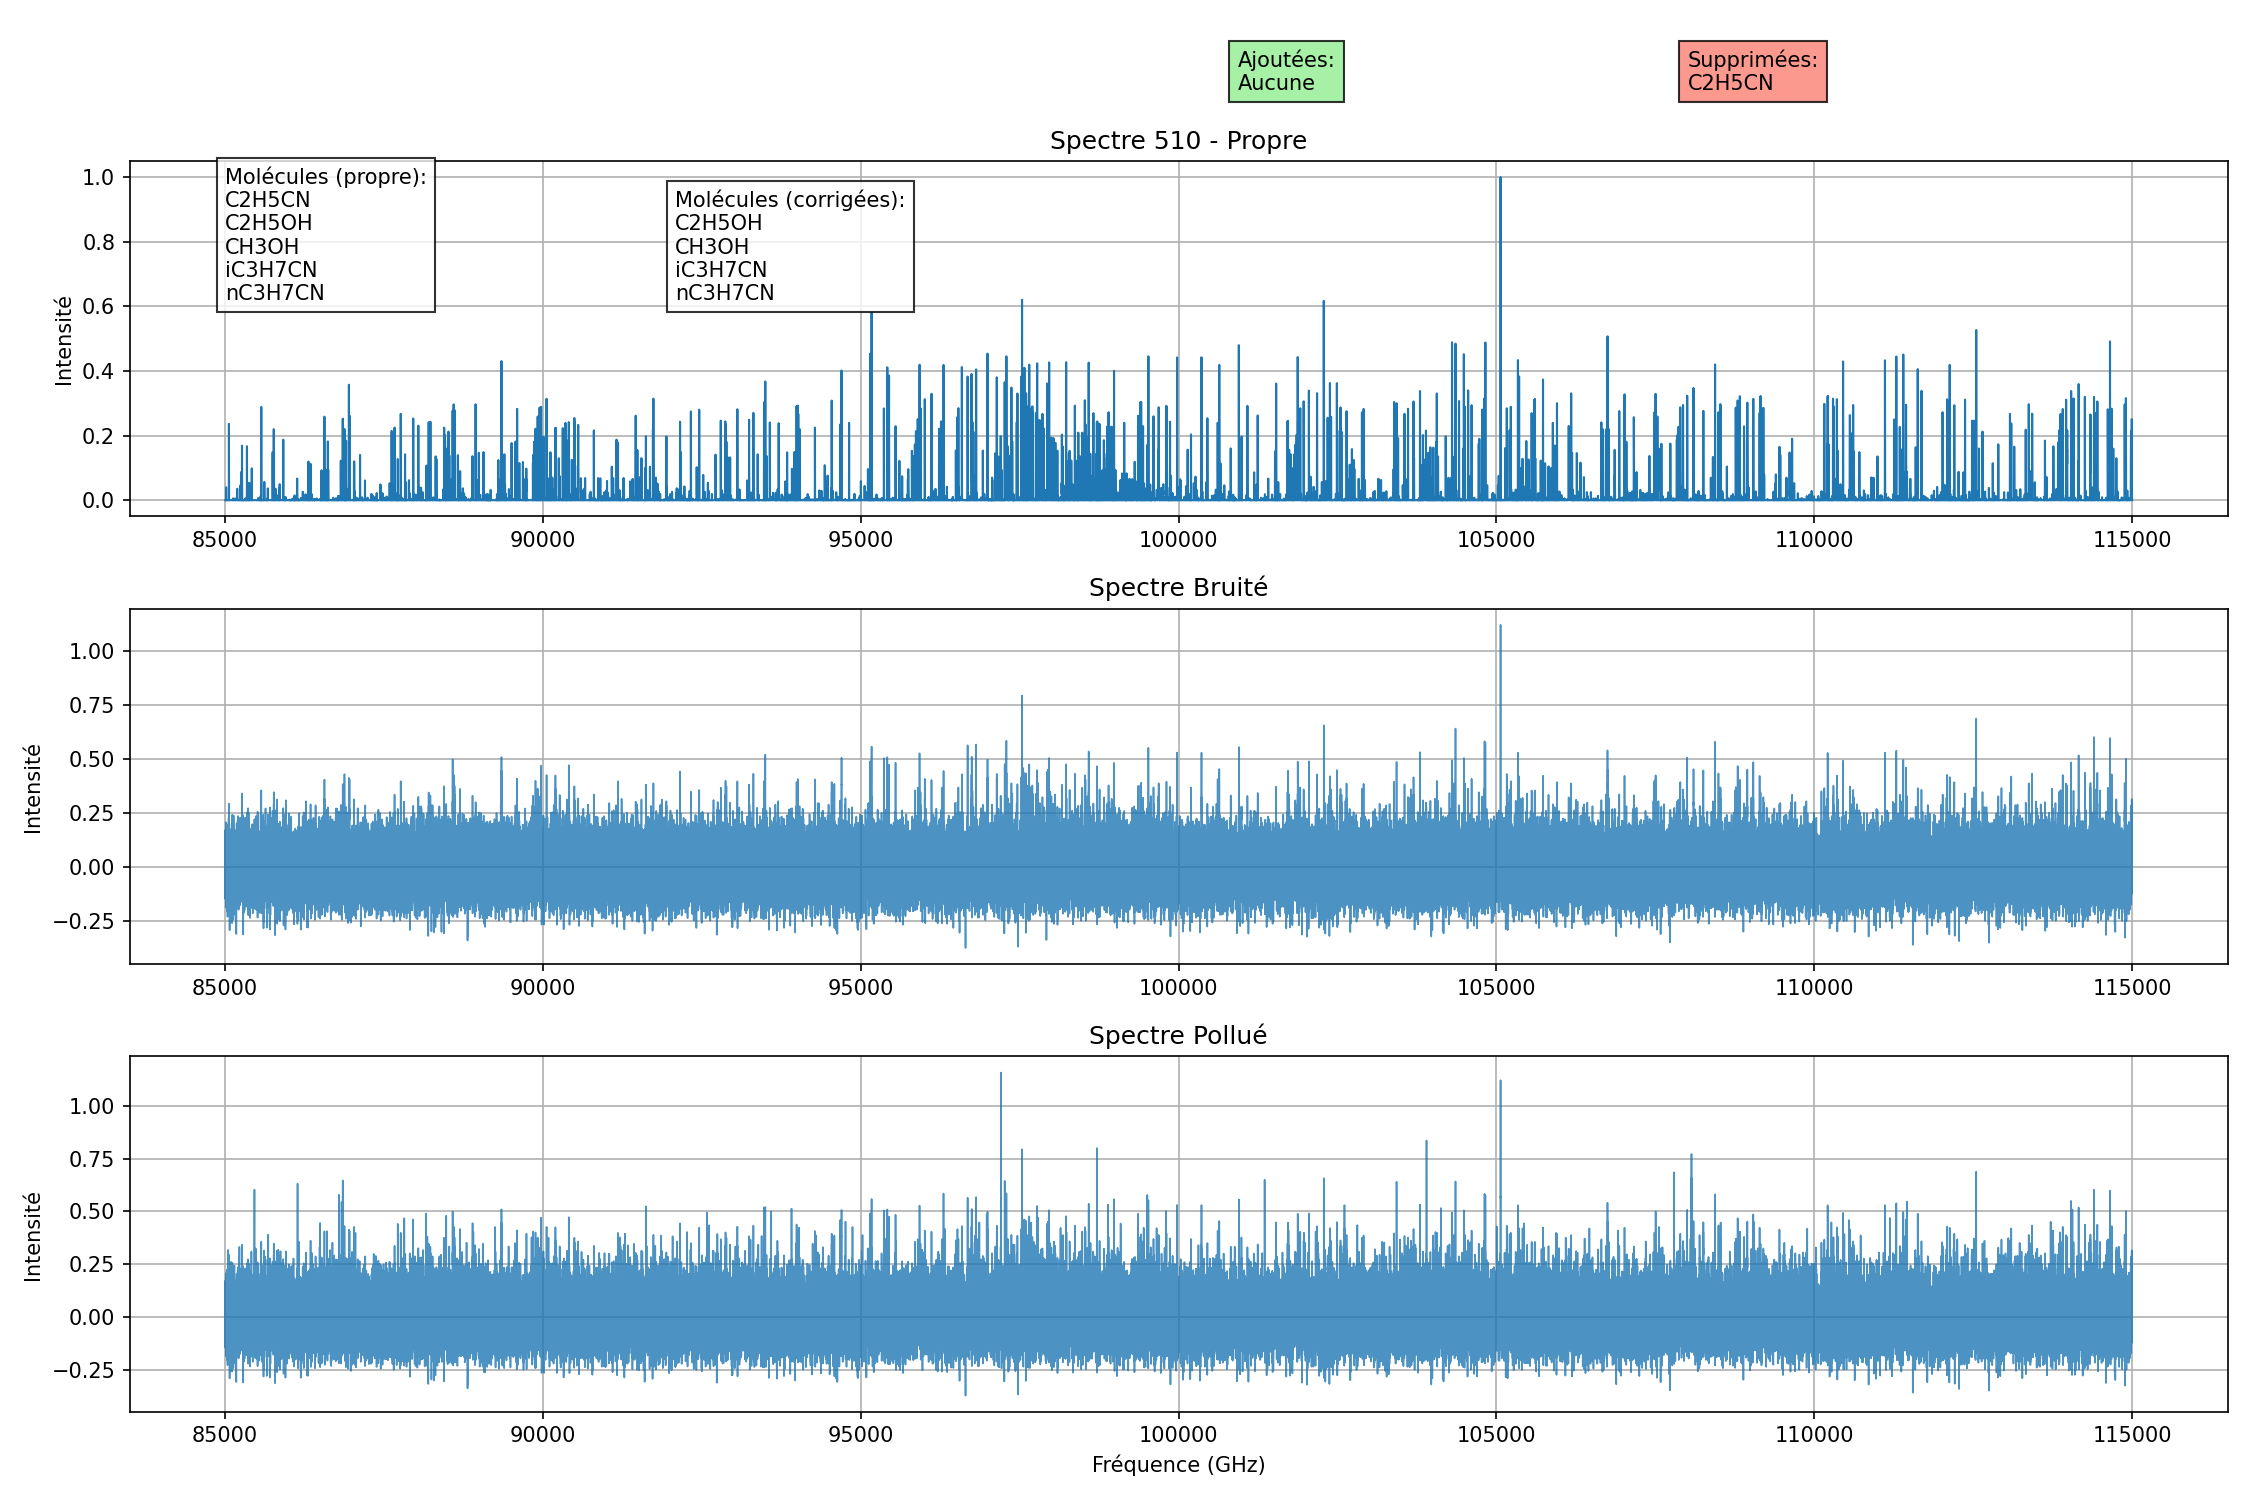 Ajoutées:
Aucune
Supprimées:
C2H5CN
Spectre 510 - Propre
Molécules (propre):
C2H5CN
C2H5OH
CH3OH
iC3H7CN
nC3H7CN
Molécules (corrigées):
C2H5OH
CH3OH
iC3H7CN
nC3H7CN
Intensité
1.0
0.8
0.6
0.4
0.2
0.0
85000 90000 95000 100000 105000 110000 115000
Spectre Bruité
Intensité
1.00
0.75
0.50
0.25
0.00
−0.25
85000 90000 95000 100000 105000 110000 115000
Spectre Pollué
Intensité
1.00
0.75
0.50
0.25
0.00
−0.25
85000 90000 95000 100000 105000 110000 115000
Fréquence (GHz)